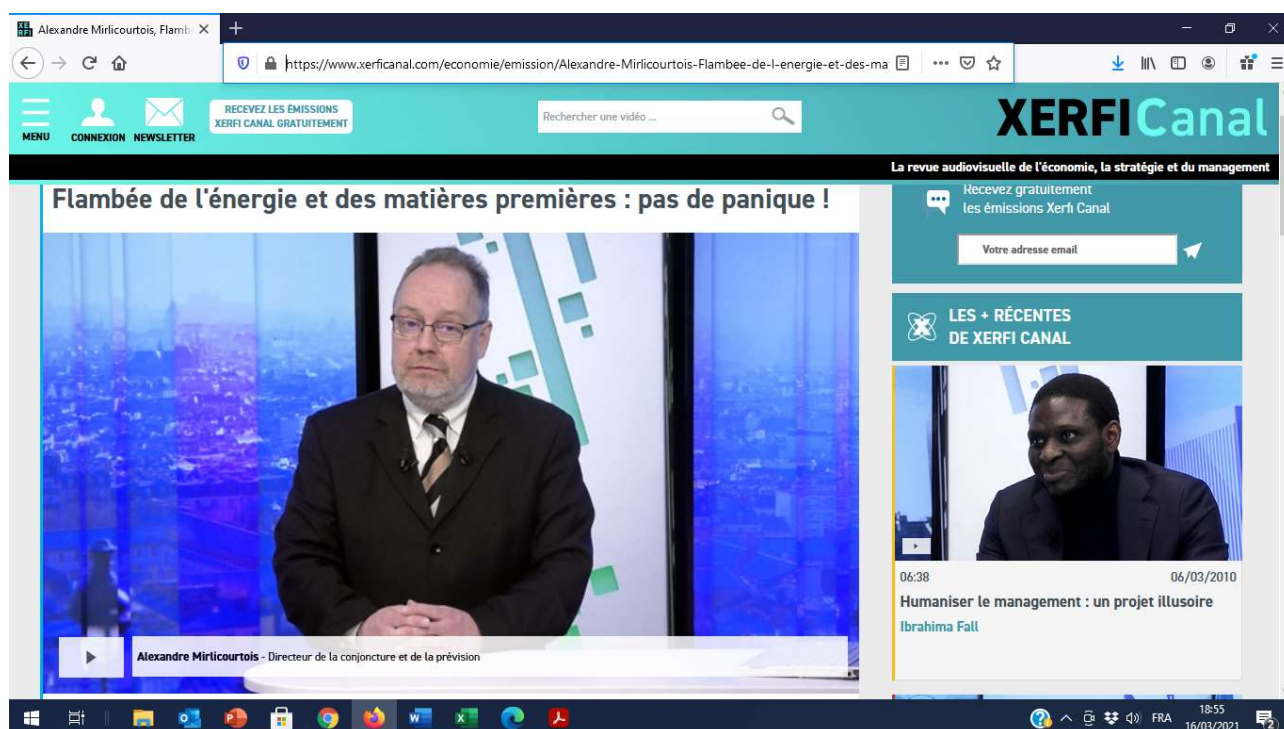 Alexandre Mirlicourtois, Flamb
https://www.xerficanal.com/economie/emission/Alexandre-Mirlicourtois-Flambee-de-l-energie-et-des-ma
MENU
CONNEXION
NEWSLETTER
RECEVEZ LES ÉMISSIONS
XERFI CANAL GRATUITEMENT
Rechercher une vidéo ...
XERFI Canal
La revue audiovisuelle de l'économie, la stratégie et du management
Flambée de l'énergie et des matières premières : pas de panique !
Alexandre Mirlicourtois - Directeur de la conjoncture et de la prévision
Recevez gratuitement
les émissions Xerfi Canal
Votre adresse email
LES + RÉCENTES
DE XERFI CANAL
06:38
06/03/2010
Humaniser le management : un projet illusoire
Ibrahima Fall
FRA
18:55
16/03/2021